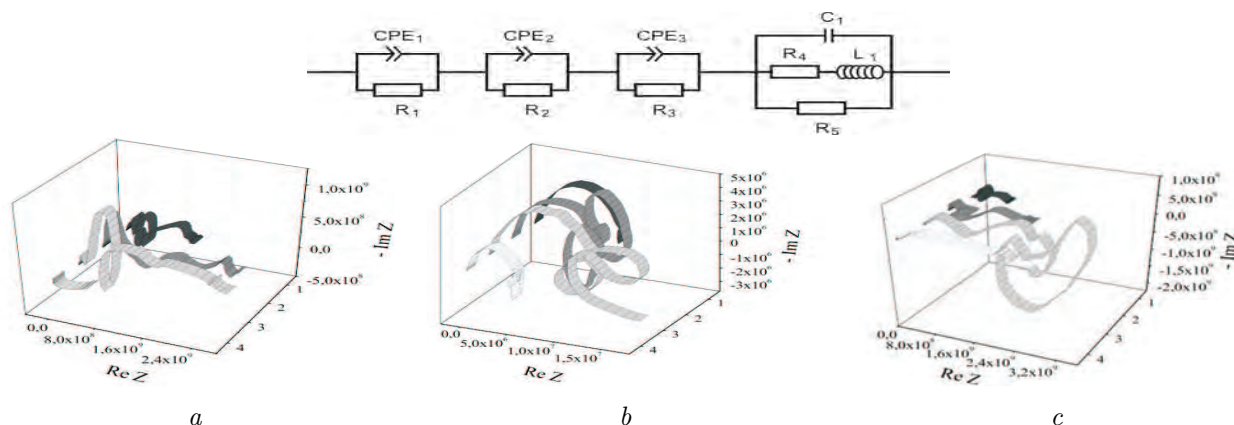 CPE1 CPE2 CPE3 C1
R4 L1
R1 R2 R3 R5
1,0x10⁹
5,0x10⁸
0,0
-5,0x10⁸
- Im Z
1
2
3
4
0,0
8,0x10⁸
1,6x10⁹
2,4x10⁹
Re Z
a
5x10⁶
4x10⁶
3x10⁶
2x10⁶
1x10⁶
0
-1x10⁶
-2x10⁶
-3x10⁶
- Im Z
1
2
3
4
0,0
5,0x10⁶
1,0x10⁷
1,5x10⁷
Re Z
b
1,0x10⁹
5,0x10⁸
0,0
-5,0x10⁸
-1,0x10⁹
-1,5x10⁹
-2,0x10⁹
- Im Z
1
2
3
4
0,0
8,0x10⁸
1,6x10⁹
2,4x10⁹
3,2x10⁹
Re Z
c